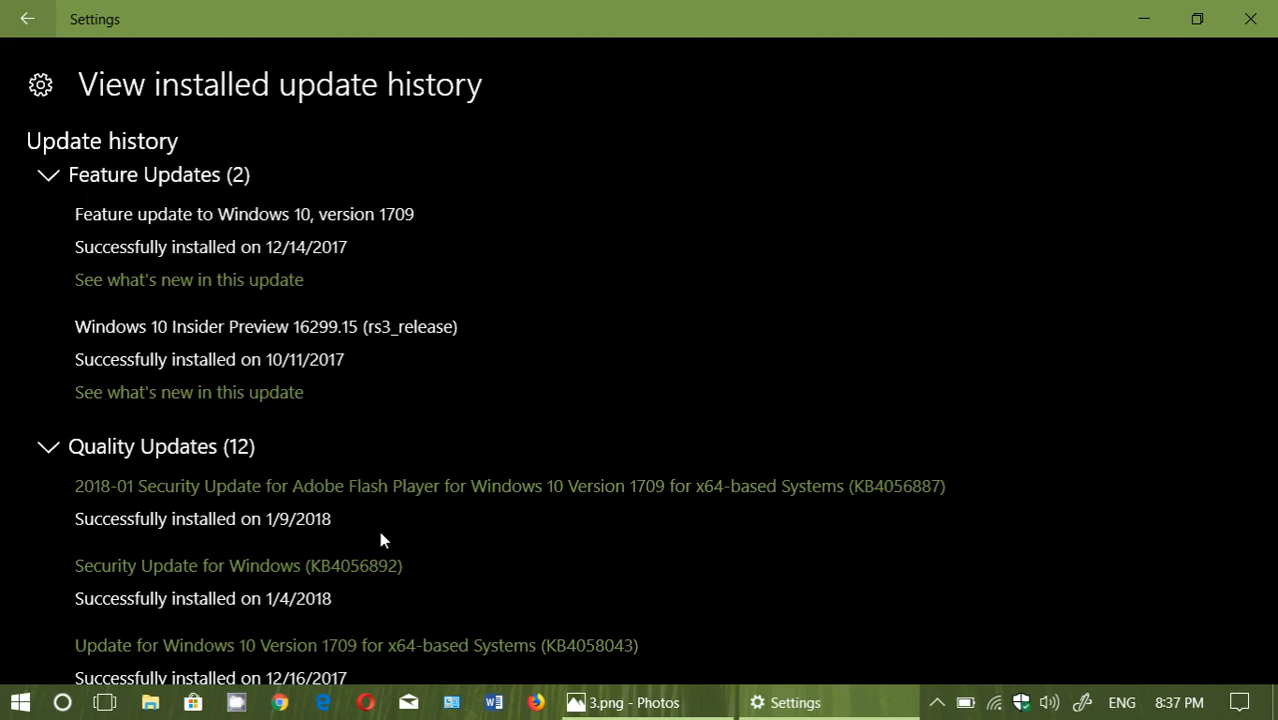 Settings
View installed update history
Update history
Feature Updates (2)
Feature update to Windows 10, version 1709
Successfully installed on 12/14/2017
See what's new in this update
Windows 10 Insider Preview 16299.15 (rs3_release)
Successfully installed on 10/11/2017
See what's new in this update
Quality Updates (12)
2018-01 Security Update for Adobe Flash Player for Windows 10 Version 1709 for x64-based Systems (KB4056887)
Successfully installed on 1/9/2018
Security Update for Windows (KB4056892)
Successfully installed on 1/4/2018
Update for Windows 10 Version 1709 for x64-based Systems (KB4058043)
Successfully installed on 12/16/2017
3.png - Photos Settings ENG 8:37 PM